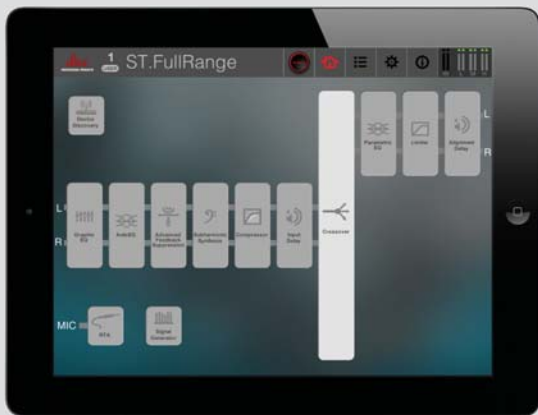 1 ST.FullRange
Device
Discovery
Parametric
EQ
Limiter
Alignment
Delay
L
R
L
R
Graphic
EQ
AutoEQ
Advanced
Feedback
Suppression
Subharmonic
Synthesis
Compressor
Input
Delay
Crossover
MIC
RTA
Signal
Generator